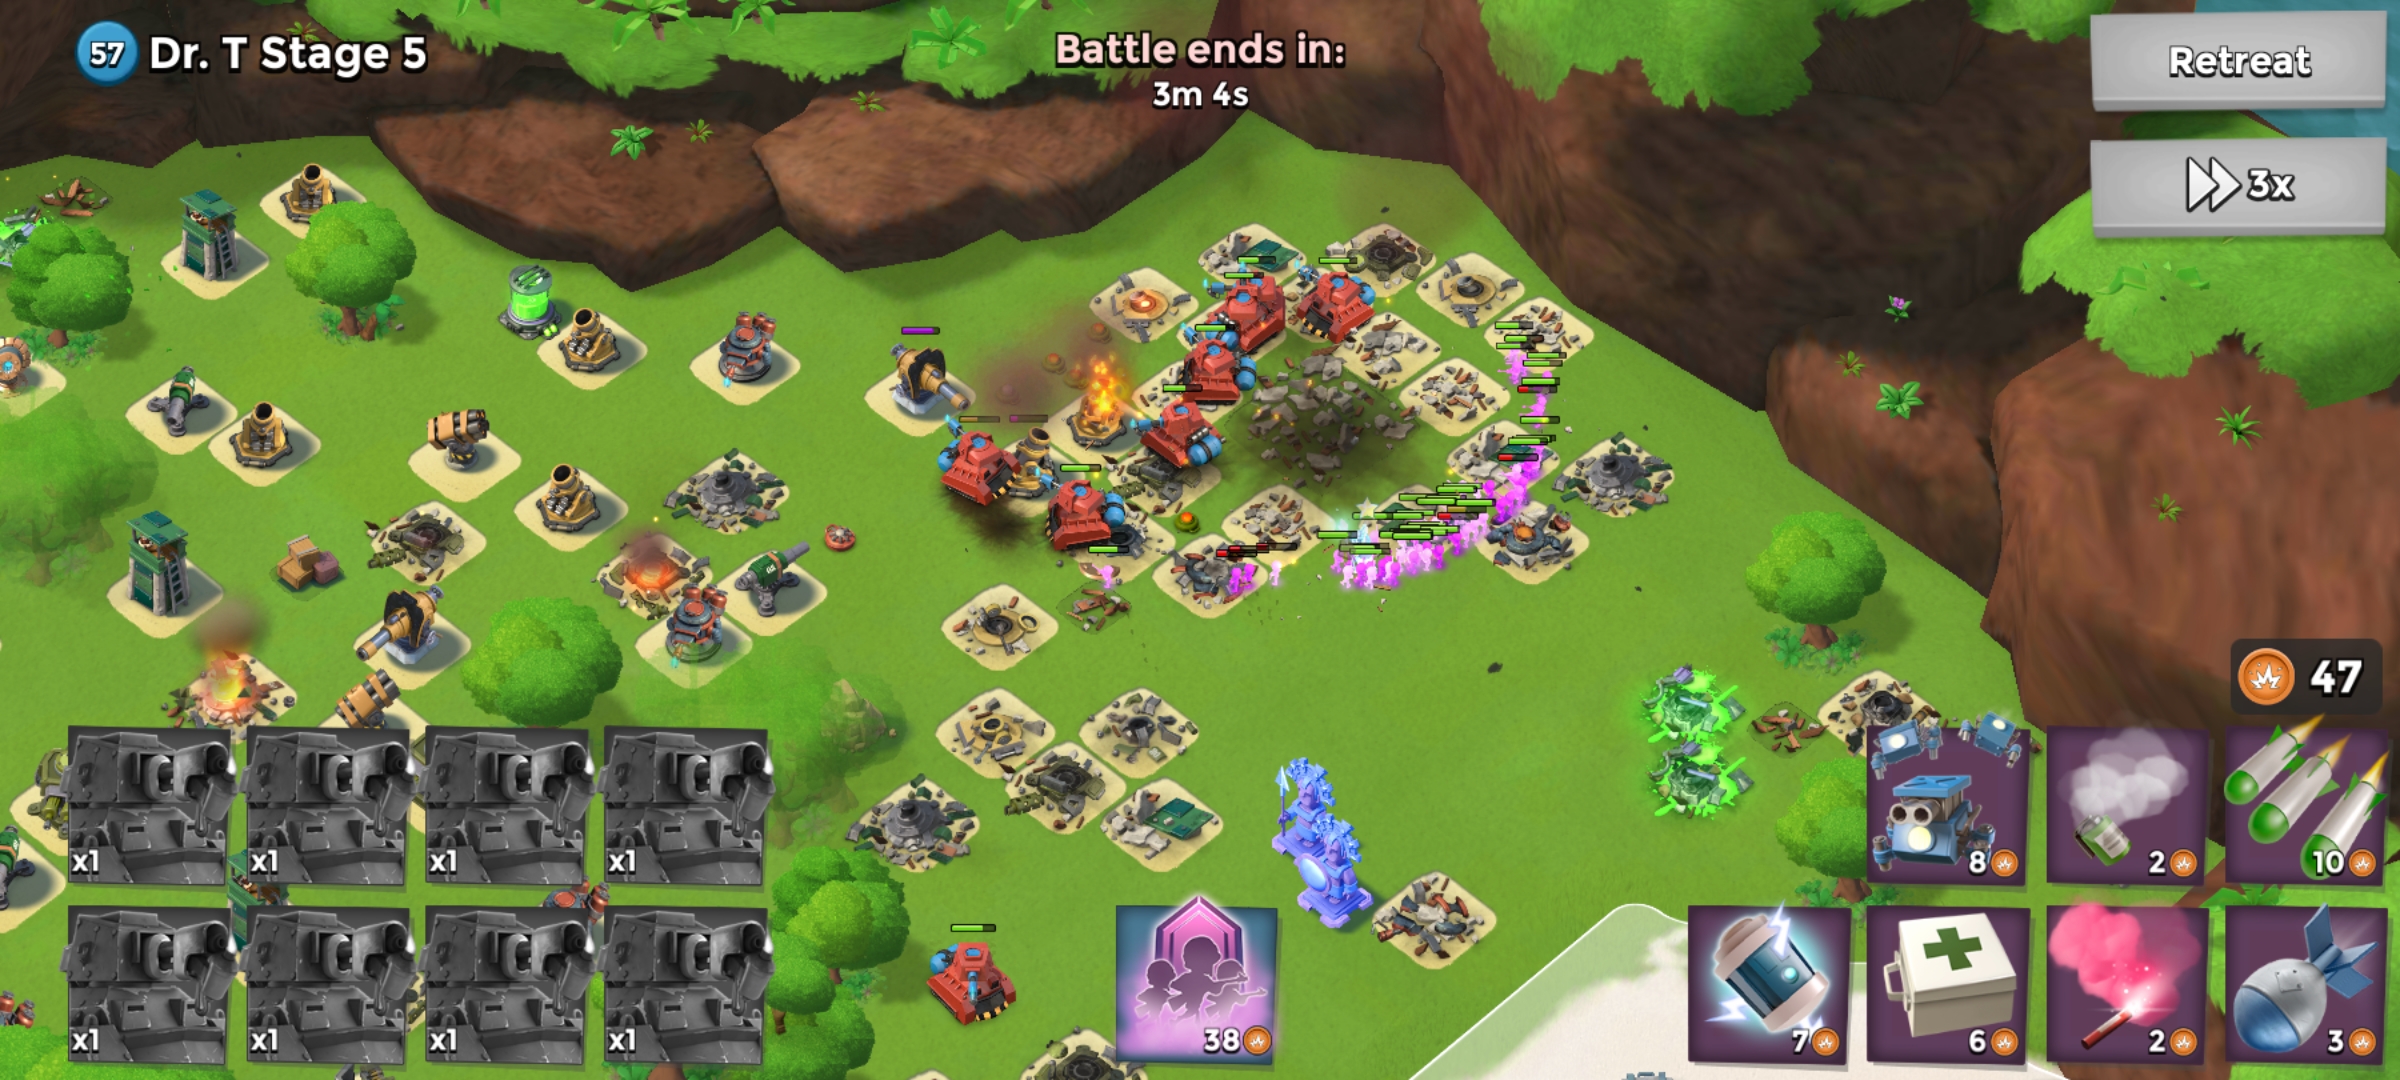 57 Dr. T Stage 5
Battle ends in:
3m 4s
Retreat
3x
47
x1 x1 x1 x1
8 2 10
x1 x1 x1 x1
38
7 6 2 3